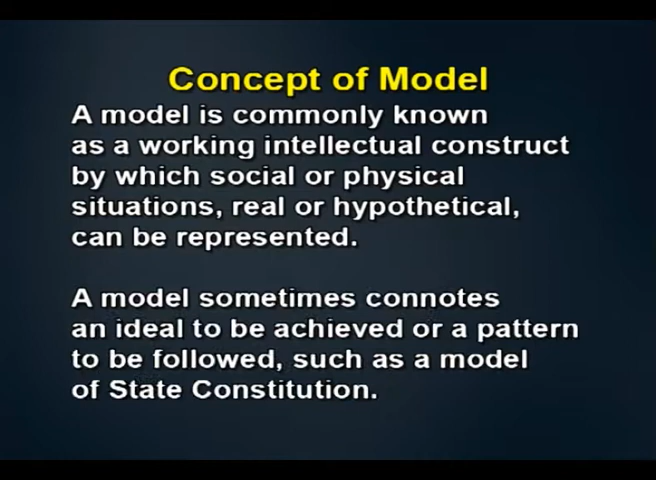 Concept of Model
A model is commonly known
as a working intellectual construct
by which social or physical
situations, real or hypothetical,
can be represented.
A model sometimes connotes
an ideal to be achieved or a pattern
to be followed, such as a model
of State Constitution.